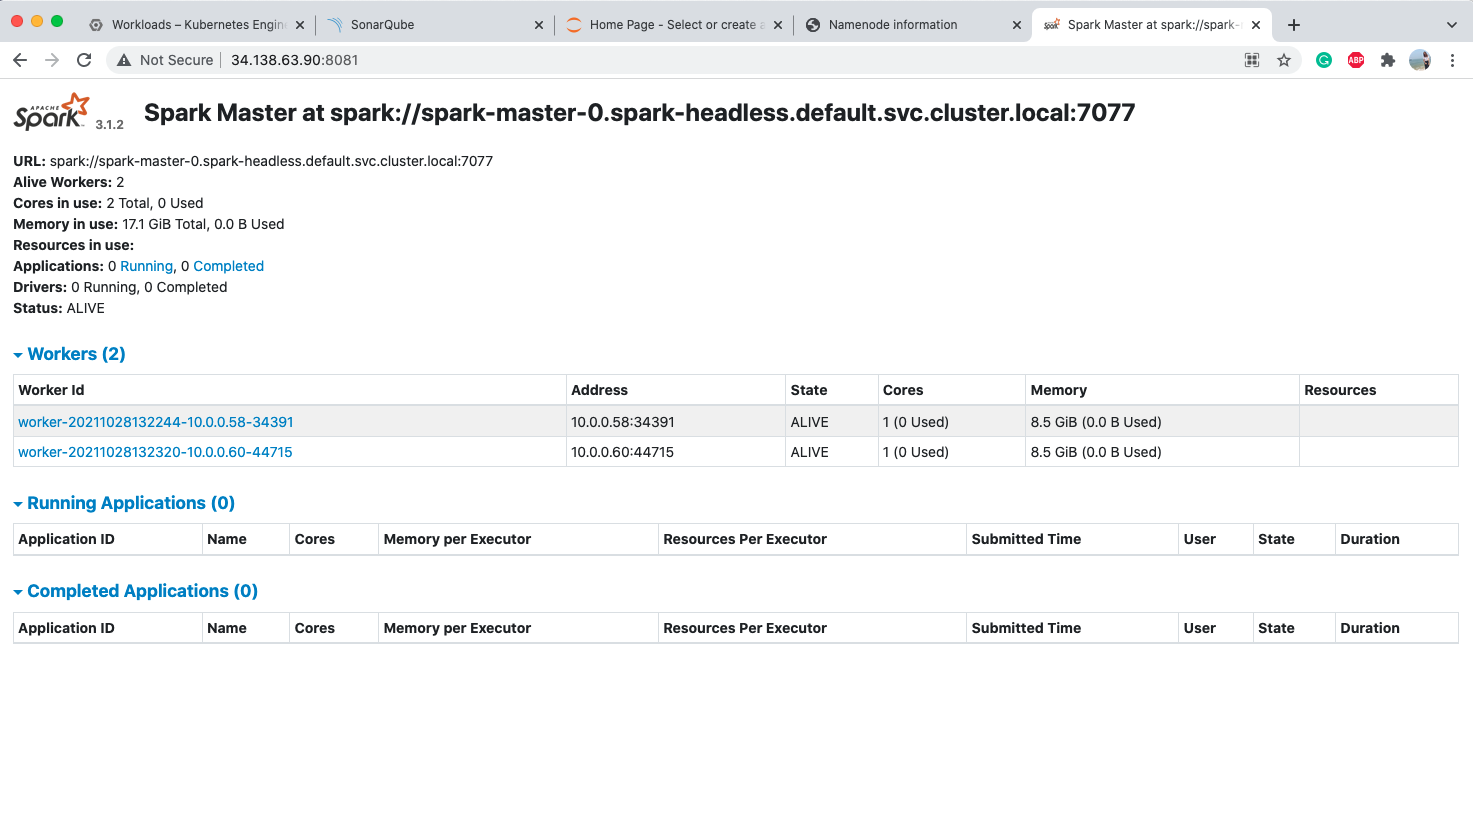 Workloads – Kubernetes Engin
SonarQube
Home Page - Select or create a
Namenode information
Spark Master at spark://spark-
Not Secure
34.138.63.90:8081
ABP
APACHE
Spark
3.1.2
Spark Master at spark://spark-master-0.spark-headless.default.svc.cluster.local:7077
URL: spark://spark-master-0.spark-headless.default.svc.cluster.local:7077
Alive Workers: 2
Cores in use: 2 Total, 0 Used
Memory in use: 17.1 GiB Total, 0.0 B Used
Resources in use:
Applications: 0 Running, 0 Completed
Drivers: 0 Running, 0 Completed
Status: ALIVE
Workers (2)
Worker Id Address State Cores Memory Resources
worker-20211028132244-10.0.0.58-34391 10.0.0.58:34391 ALIVE 1 (0 Used) 8.5 GiB (0.0 B Used)
worker-20211028132320-10.0.0.60-44715 10.0.0.60:44715 ALIVE 1 (0 Used) 8.5 GiB (0.0 B Used)
Running Applications (0)
Application ID Name Cores Memory per Executor Resources Per Executor Submitted Time User State Duration
Completed Applications (0)
Application ID Name Cores Memory per Executor Resources Per Executor Submitted Time User State Duration